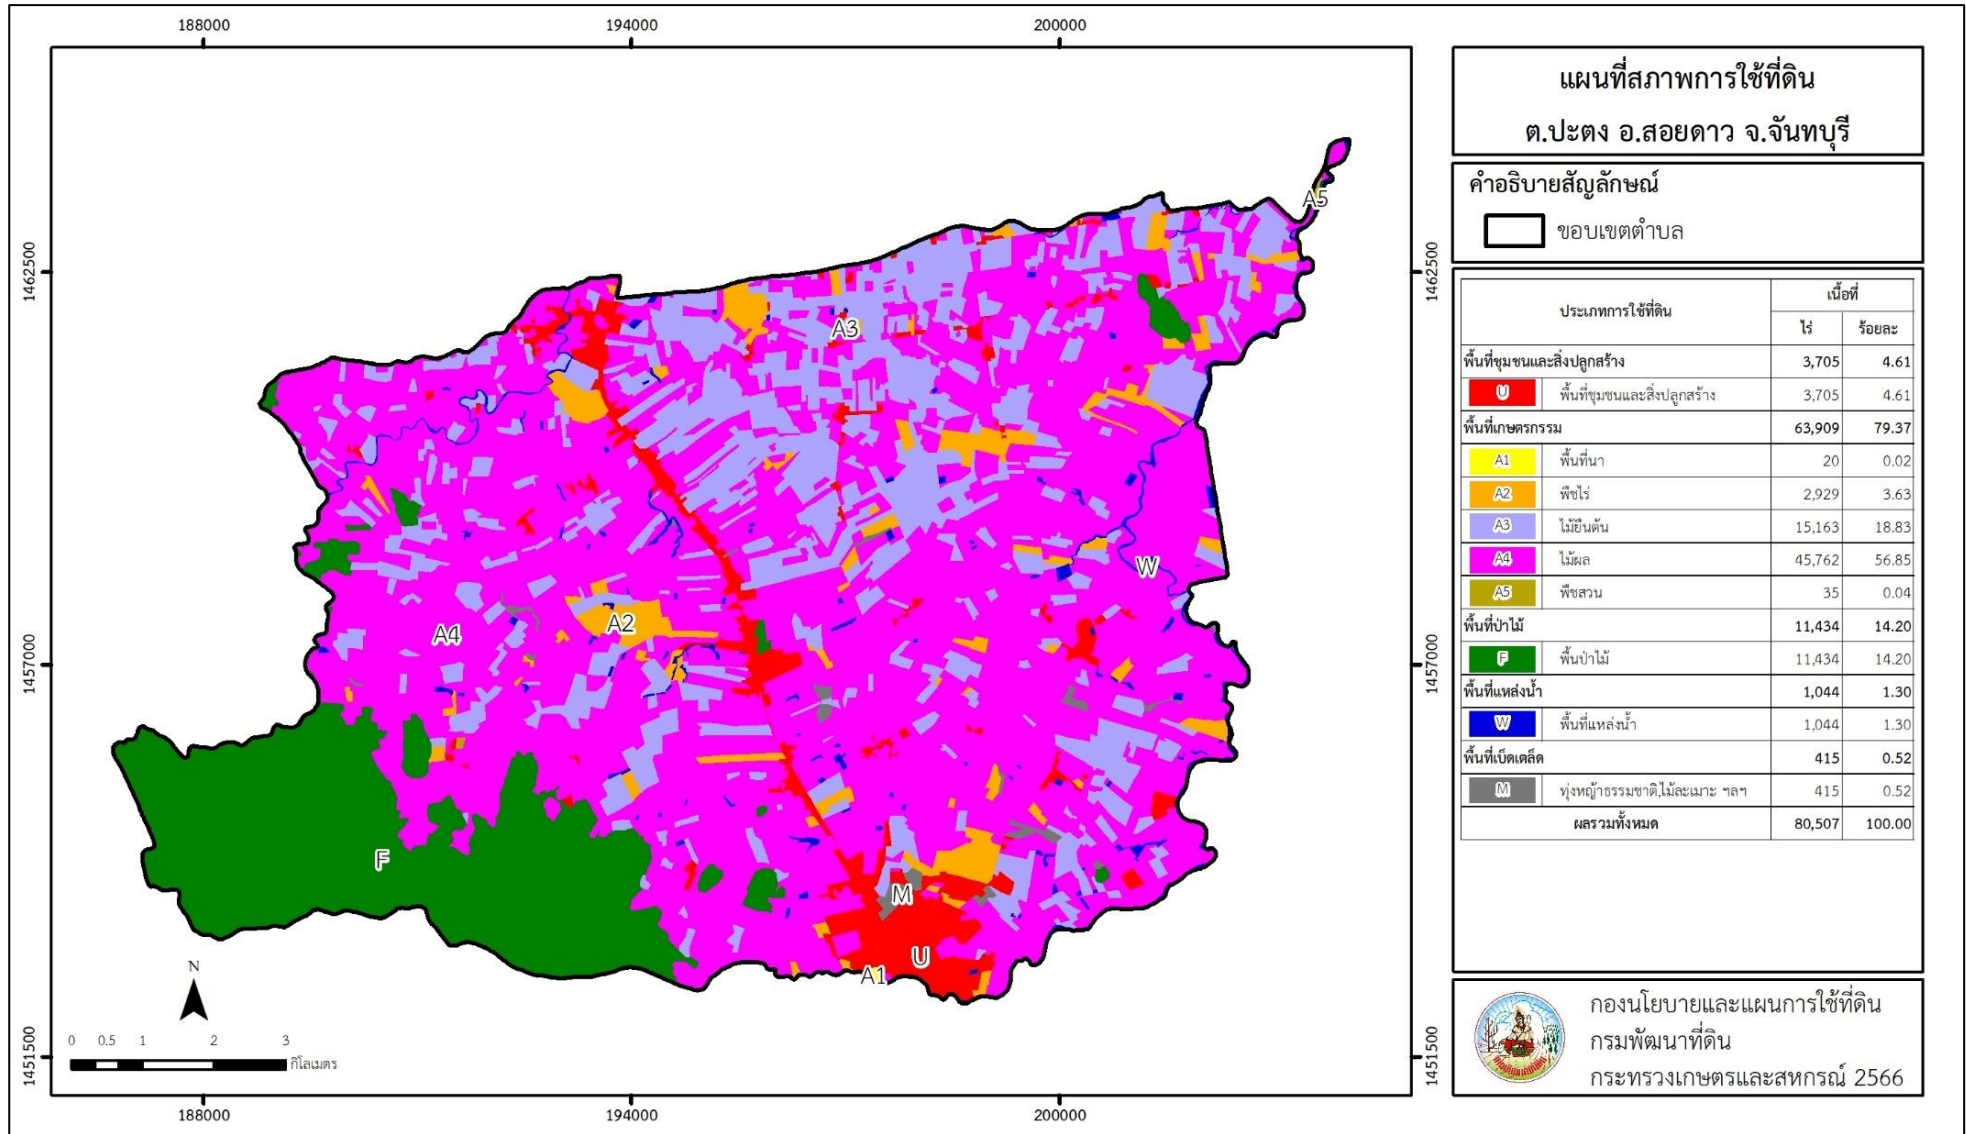 188000 194000 200000
แผนที่สภาพการใช้ที่ดิน
ต.ปะตง อ.สอยดาว จ.จันทบุรี
คำอธิบายสัญลักษณ์
ขอบเขตตำบล
ประเภทการใช้ที่ดิน เนื้อที่
ไร่ ร้อยละ
พื้นที่ชุมชนและสิ่งปลูกสร้าง 3,705 4.61
U พื้นที่ชุมชนและสิ่งปลูกสร้าง 3,705 4.61
พื้นที่เกษตรกรรม 63,909 79.37
A1 พื้นที่นา 20 0.02
A2 พืชไร่ 2,929 3.63
A3 ไม้ยืนต้น 15,163 18.83
A4 ไม้ผล 45,762 56.85
A5 พืชสวน 35 0.04
พื้นที่ป่าไม้ 11,434 14.20
F พื้นป่าไม้ 11,434 14.20
พื้นที่แหล่งน้ำ 1,044 1.30
W พื้นที่แหล่งน้ำ 1,044 1.30
พื้นที่เบ็ดเตล็ด 415 0.52
M ทุ่งหญ้าธรรมชาติ,ไม้ละเมาะ ฯลฯ 415 0.52
ผลรวมทั้งหมด 80,507 100.00
กองนโยบายและแผนการใช้ที่ดิน
กรมพัฒนาที่ดิน
กระทรวงเกษตรและสหกรณ์ 2566
A5
1462500 1462500
A3
W
A2
A4
1457000 1457000
F
M
U
A1
N
0 0.5 1 2 3
กิโลเมตร
1451500 1451500
188000 194000 200000